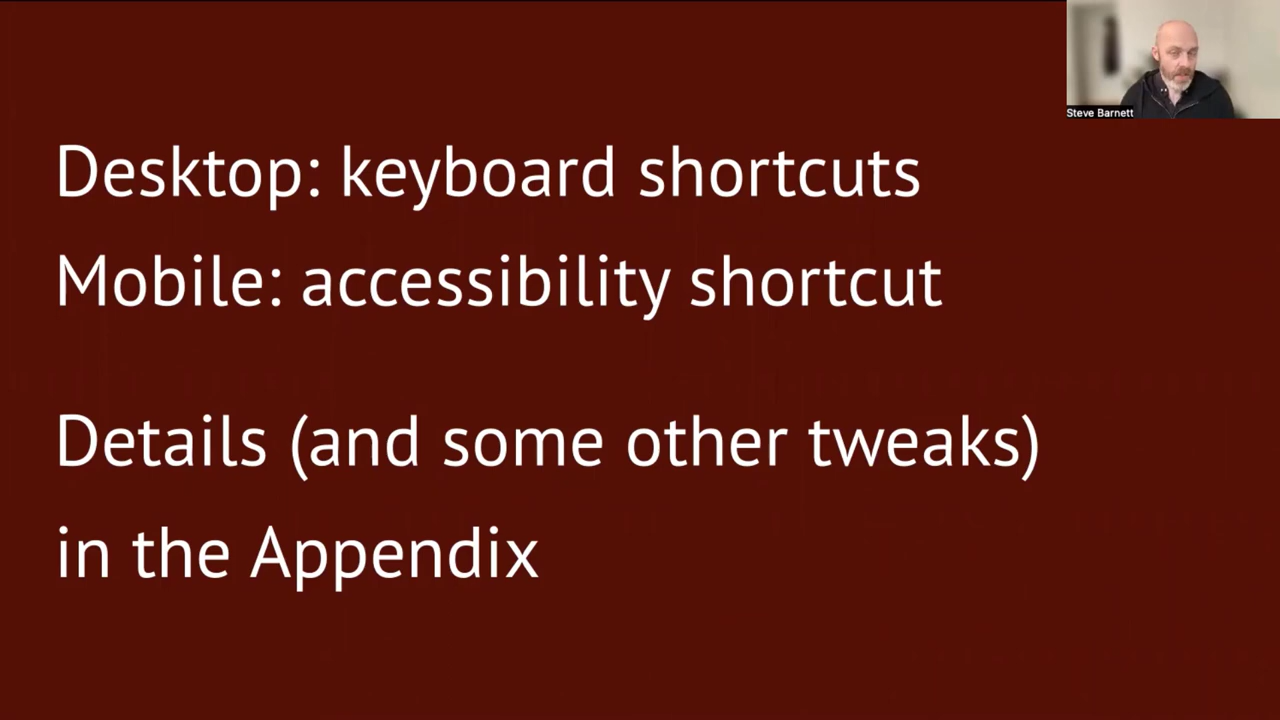 Steve Barnett
Desktop: keyboard shortcuts
Mobile: accessibility shortcut
Details (and some other tweaks)
in the Appendix